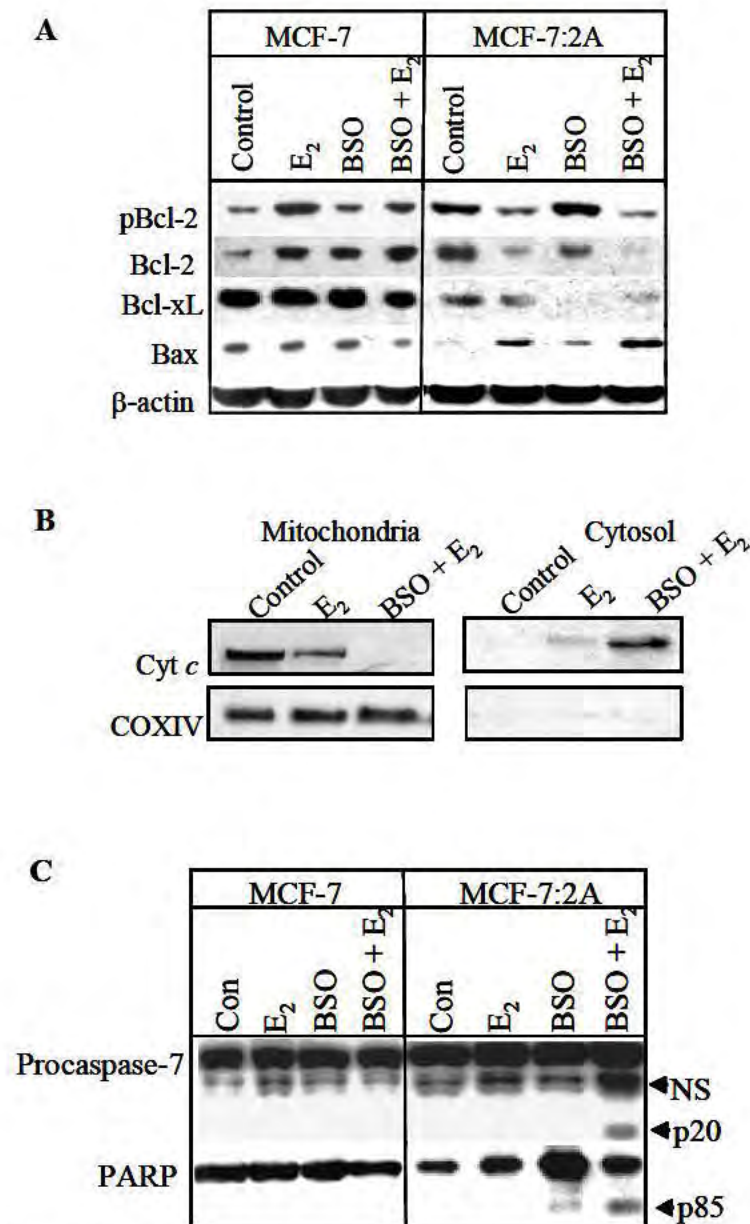 A
MCF-7 MCF-7:2A
Control E₂ BSO BSO + E₂ Control E₂ BSO BSO + E₂
pBcl-2
Bcl-2
Bcl-xL
Bax
β-actin
B
Mitochondria Cytosol
Control E₂ BSO + E₂ Control E₂ BSO + E₂
Cyt c
COXIV
C
MCF-7 MCF-7:2A
Con E₂ BSO BSO + E₂ Con E₂ BSO BSO + E₂
Procaspase-7
NS
p20
PARP
p85